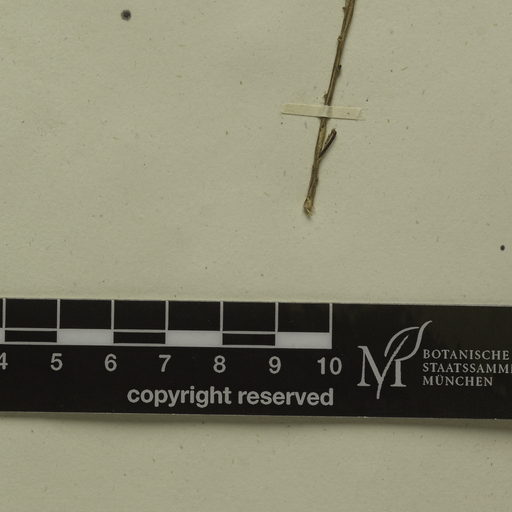 4 5 6 7 8 9 10
copyright reserved
M
BOTANISCHE
STAATSSAMM
MÜNCHEN